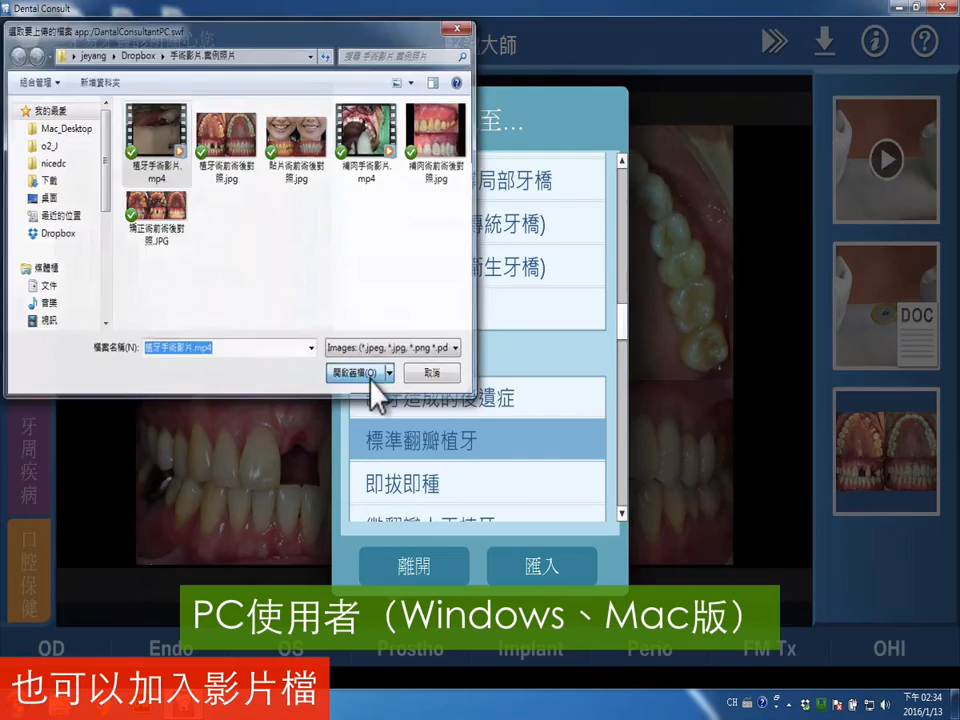 Dental Consult
選取要上傳的檔案 app:/DantalConsultantPC.swf
jeyang
Dropbox
手術影片.案例照片
搜尋 手術影片.案例照片
組合管理
新增資料夾
我的最愛
Mac_Desktop
o2_J
nicedc
下載
桌面
最近的位置
Dropbox
媒體櫃
文件
音樂
視訊
植牙手術影片.mp4
植牙術前術後對照.jpg
貼片術前術後對照.jpg
補肉手術影片.mp4
補肉術前術後對照.jpg
矯正術前術後對照.JPG
檔案名稱(N):
植牙手術影片.mp4
Images: (*.jpeg, *.jpg, *.png *.pd
開啟舊檔(O)
取消
大師
至...
局部牙橋
傳統牙橋)
衛生牙橋)
造成的後遺症
標準翻瓣植牙
即拔即種
離開
匯入
DOC
牙周疾病
口腔保健
PC使用者（Windows、Mac版）
OD
Endo
OS
Prostho
Implant
Perio
FM Tx
OHI
也可以加入影片檔
CH
下午 02:34
2016/1/13